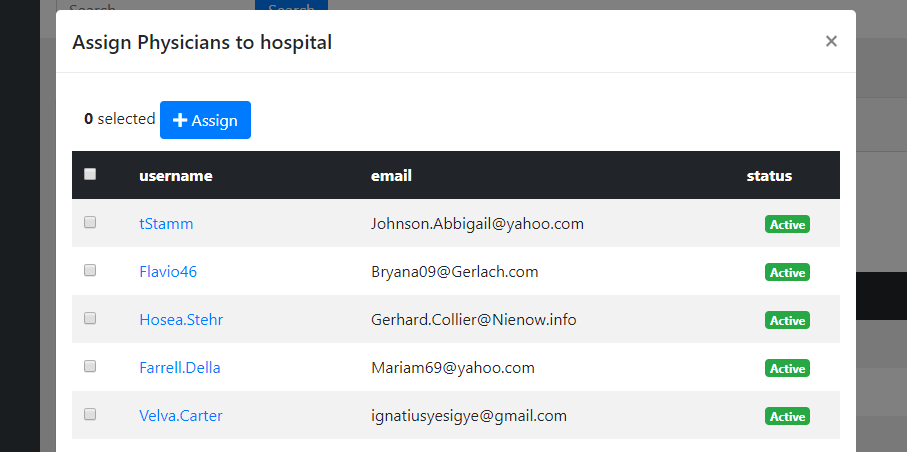 Search
Search
Assign Physicians to hospital
×
0 selected + Assign
username email status
tStamm Johnson.Abbigail@yahoo.com Active
Flavio46 Bryana09@Gerlach.com Active
Hosea.Stehr Gerhard.Collier@Nienow.info Active
Farrell.Della Mariam69@yahoo.com Active
Velva.Carter ignatiusyesigye@gmail.com Active